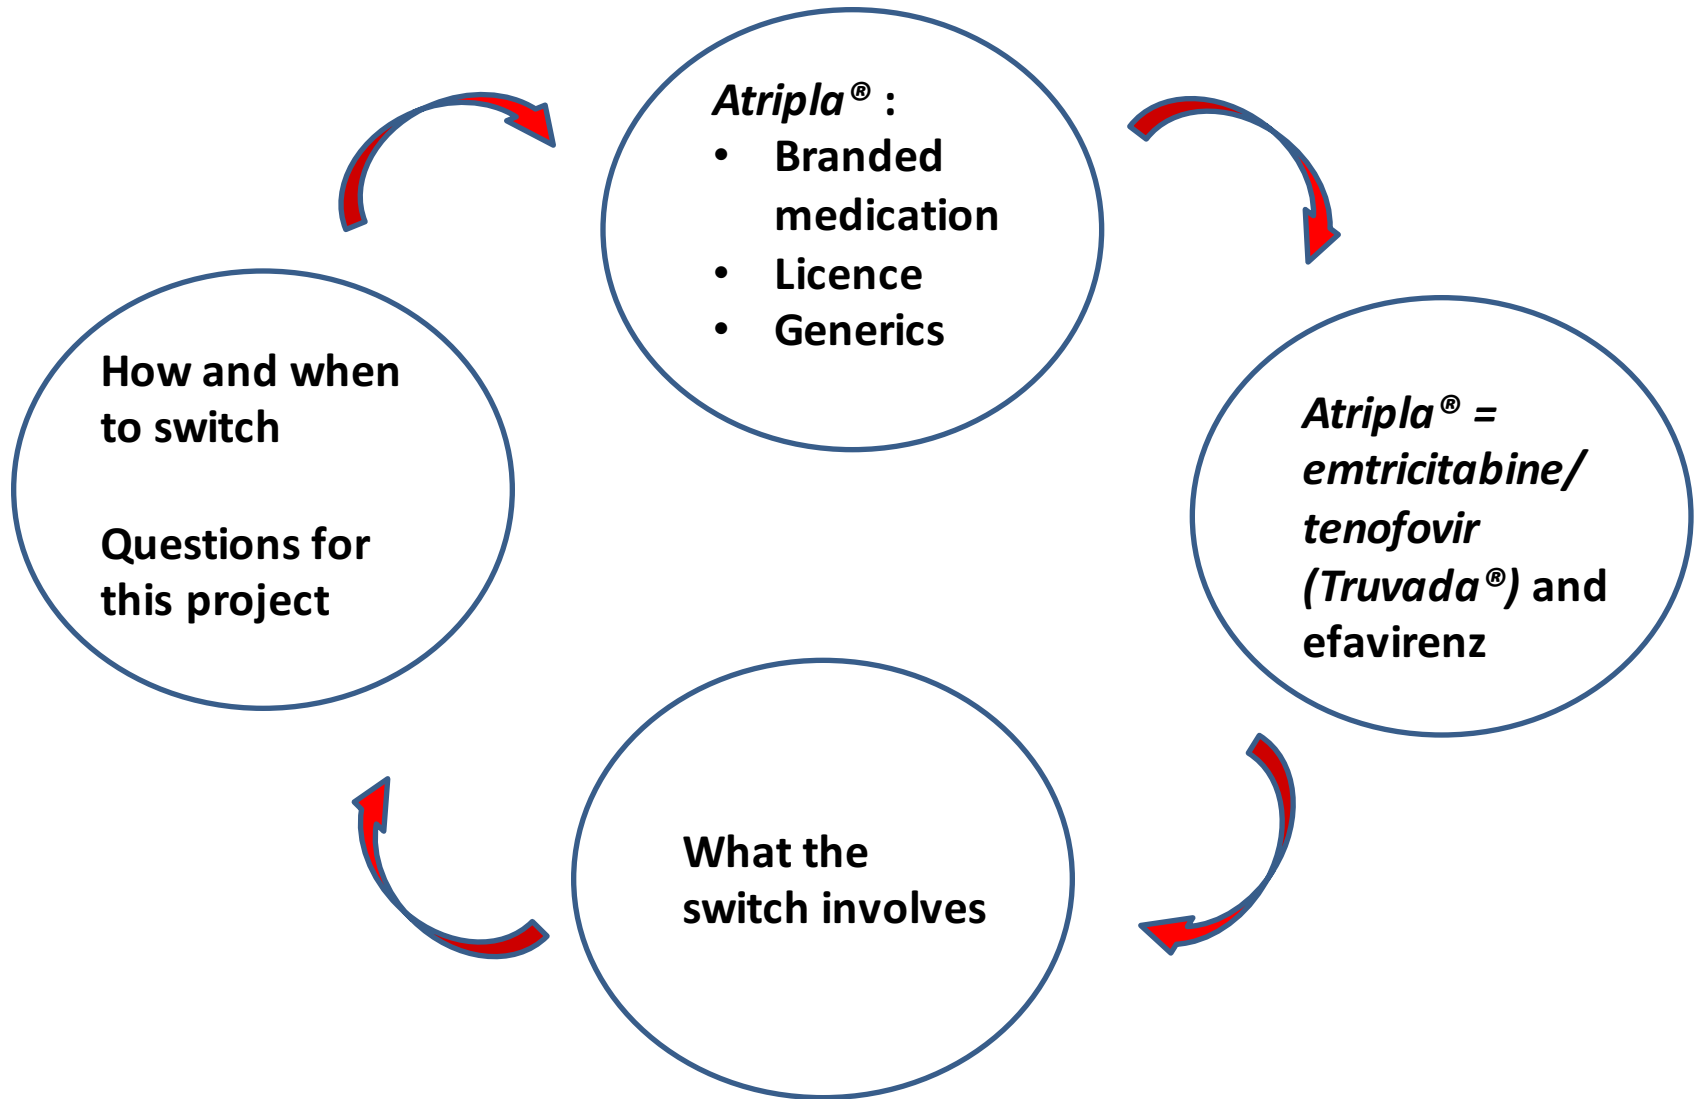 Atripla® :
• Branded
medication
• Licence
• Generics
Atripla® =
emtricitabine/
tenofovir
(Truvada®) and
efavirenz
What the
switch involves
How and when
to switch
Questions for
this project